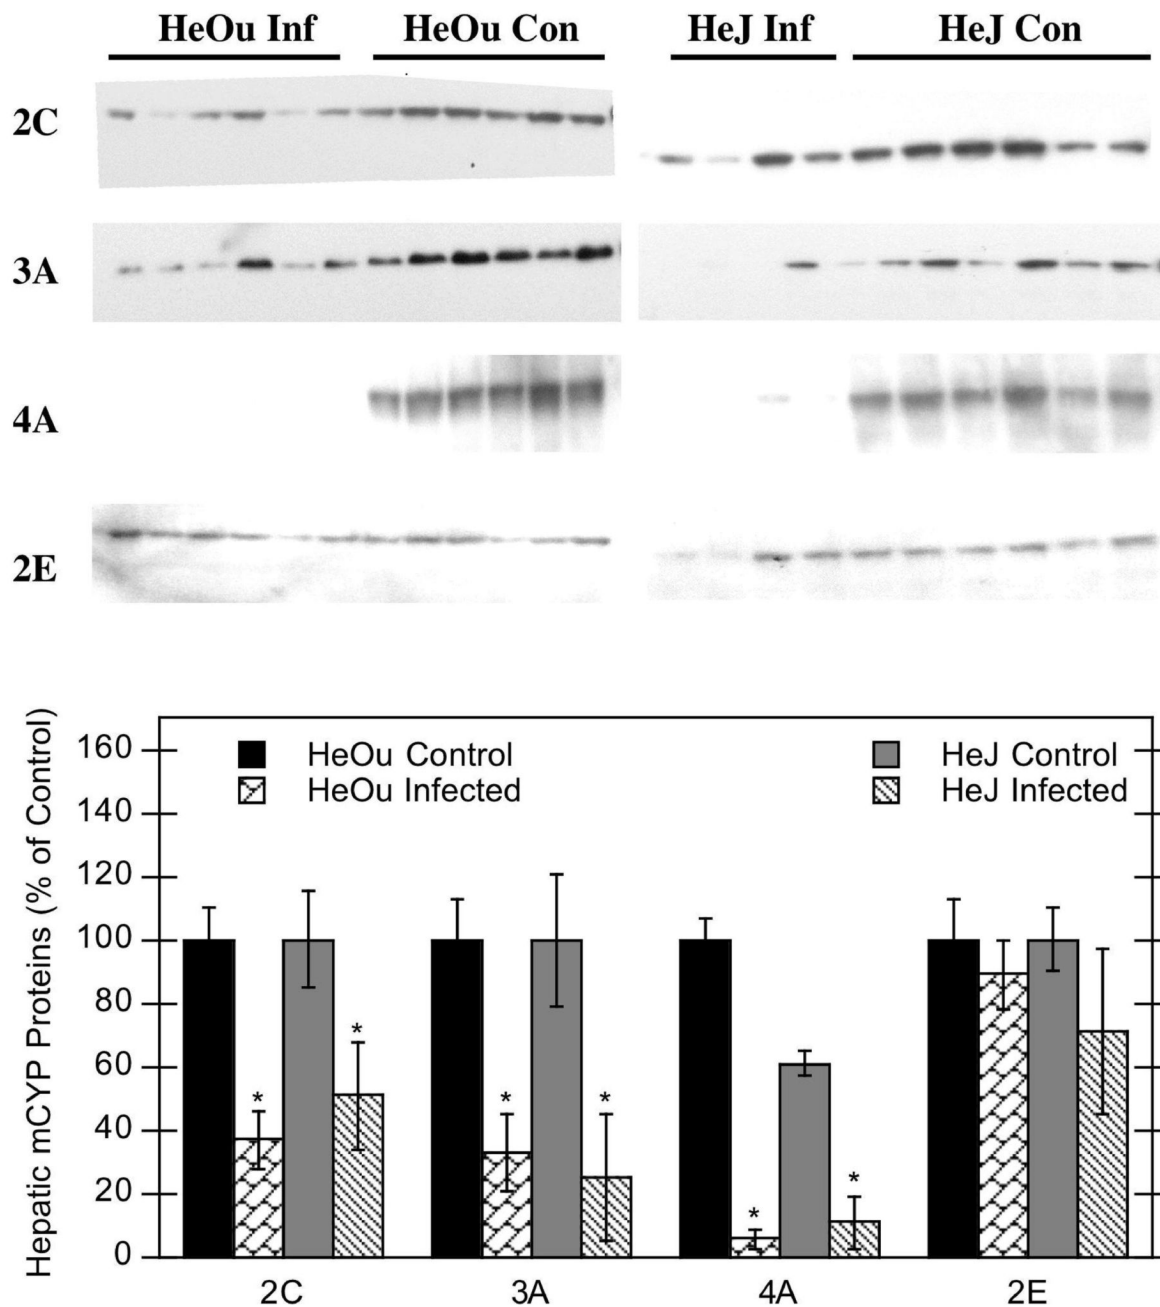 HeOu Inf HeOu Con HeJ Inf HeJ Con
2C
3A
4A
2E
Hepatic mCYP Proteins (% of Control)
160
140
120
100
80
60
40
20
0
HeOu Control
HeOu Infected
HeJ Control
HeJ Infected
* * * * * *
2C 3A 4A 2E